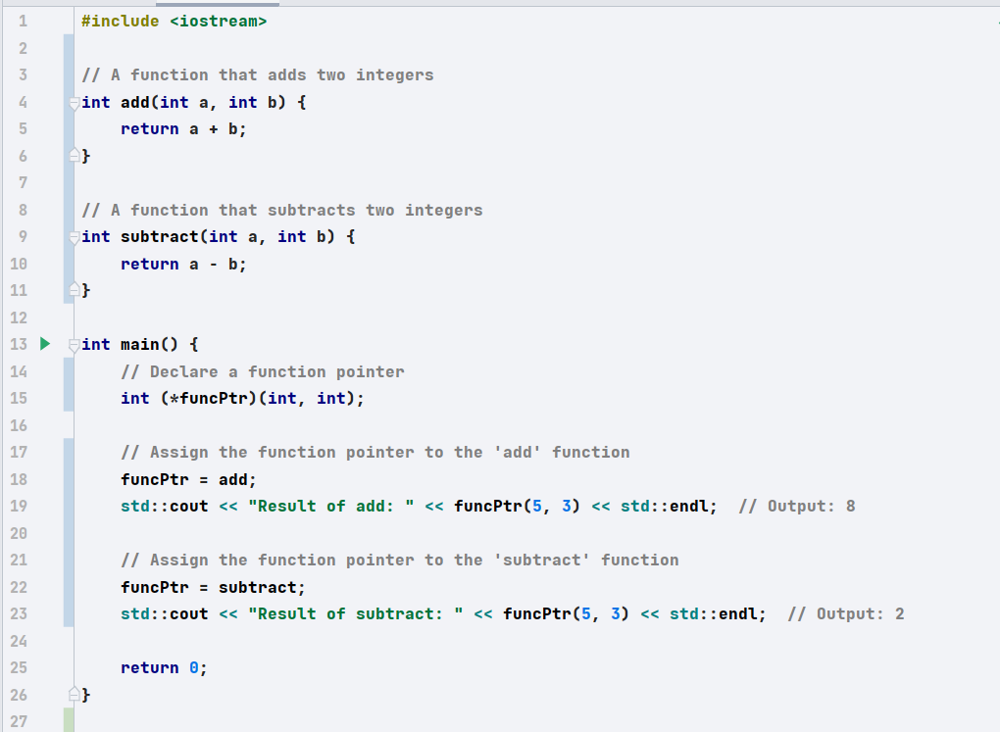 1 #include <iostream>
2
3 // A function that adds two integers
4 int add(int a, int b) {
5     return a + b;
6 }
7
8 // A function that subtracts two integers
9 int subtract(int a, int b) {
10     return a - b;
11 }
12
13 int main() {
14     // Declare a function pointer
15     int (*funcPtr)(int, int);
16
17     // Assign the function pointer to the 'add' function
18     funcPtr = add;
19     std::cout << "Result of add: " << funcPtr(5, 3) << std::endl;  // Output: 8
20
21     // Assign the function pointer to the 'subtract' function
22     funcPtr = subtract;
23     std::cout << "Result of subtract: " << funcPtr(5, 3) << std::endl;  // Output: 2
24
25     return 0;
26 }
27